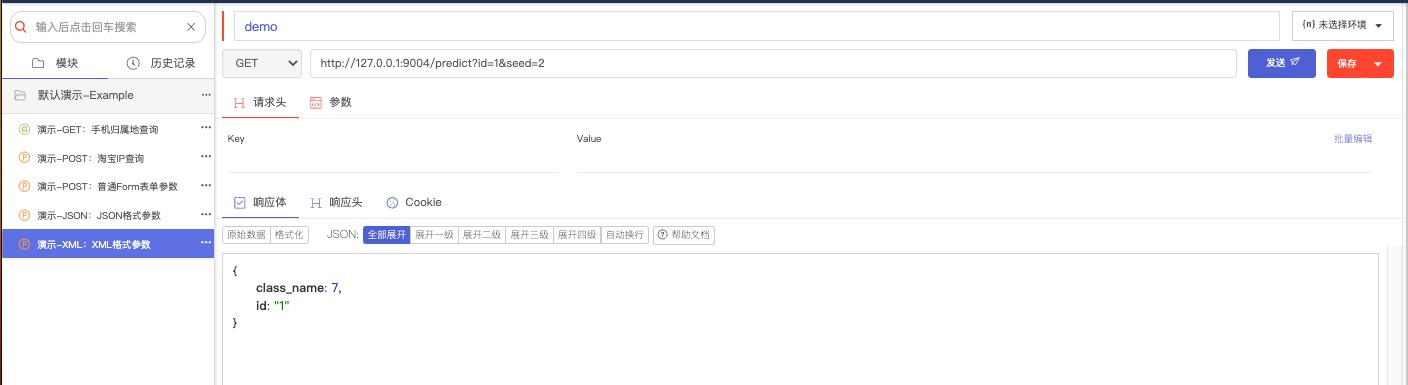 输入后点击回车搜索
模块
历史记录
默认演示-Example
演示-GET：手机归属地查询
演示-POST：淘宝IP查询
演示-POST：普通Form表单参数
演示-JSON：JSON格式参数
演示-XML：XML格式参数
demo
{n} 未选择环境
GET
http://127.0.0.1:9004/predict?id=1&seed=2
发送
保存
请求头
参数
Key
Value
批量编辑
响应体
响应头
Cookie
原始数据 格式化 JSON: 全部展开 展开一级 展开二级 展开三级 展开四级 自动换行 帮助文档
{
class_name: 7,
id: "1"
}